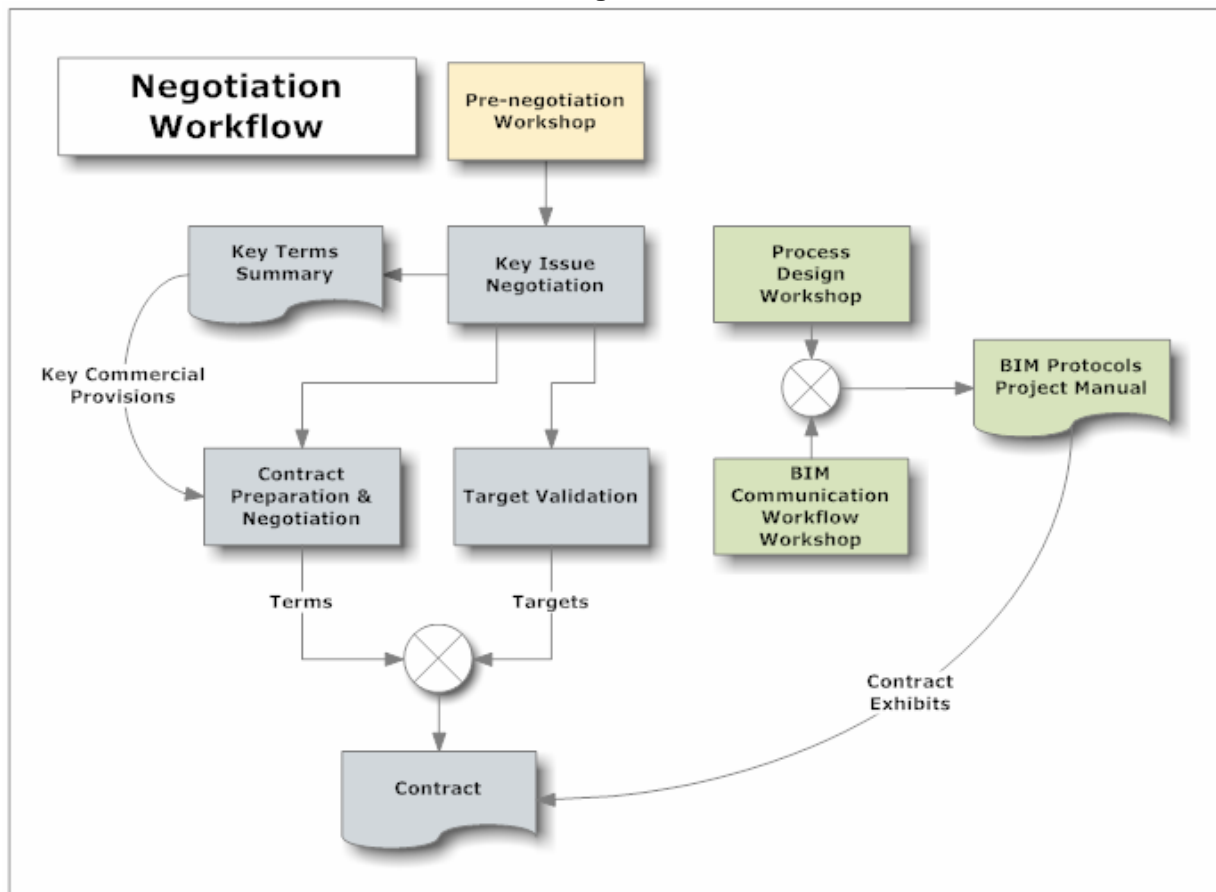 Negotiation
Workflow
Pre-negotiation
Workshop
Key Terms
Summary
Key Issue
Negotiation
Process
Design
Workshop
Key Commercial
Provisions
BIM Protocols
Project Manual
Contract
Preparation &
Negotiation
Target Validation
BIM
Communication
Workflow
Workshop
Terms
Targets
Contract
Exhibits
Contract